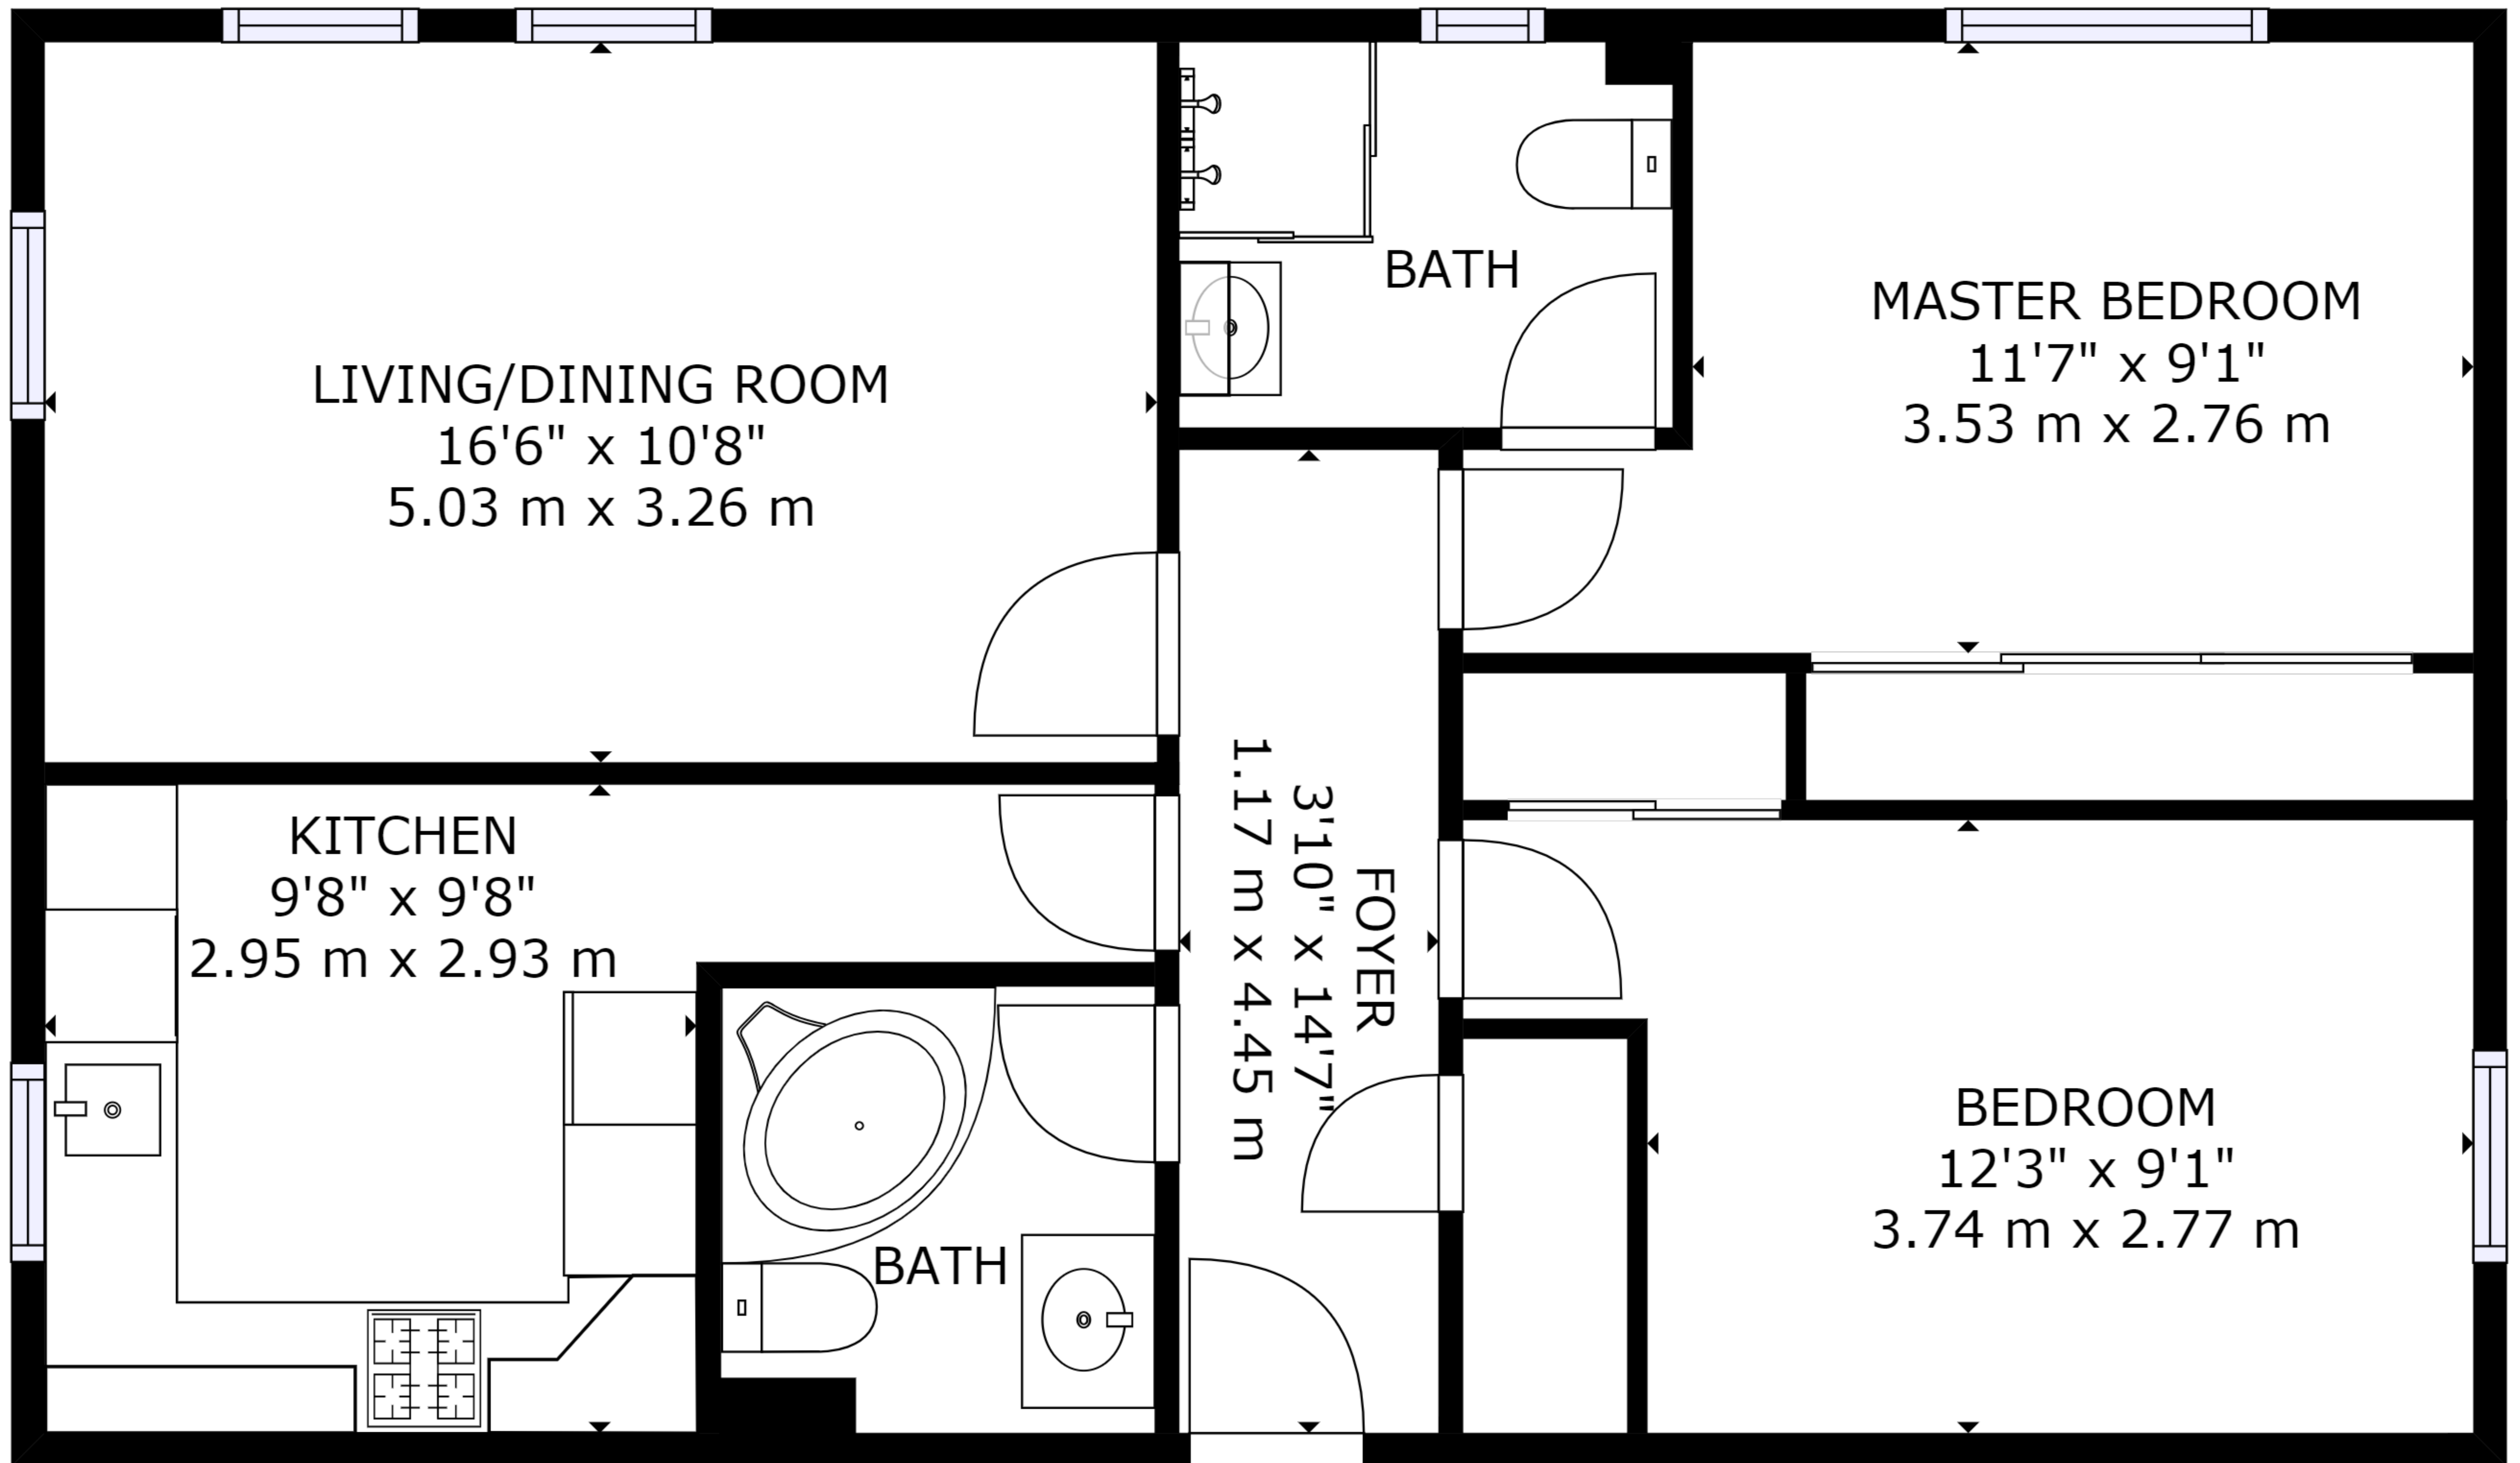 LIVING/DINING ROOM
16'6" x 10'8"
5.03 m x 3.26 m
BATH
MASTER BEDROOM
11'7" x 9'1"
3.53 m x 2.76 m
KITCHEN
9'8" x 9'8"
2.95 m x 2.93 m
BATH
FOYER
3'10" x 14'7"
1.17 m x 4.45 m
BEDROOM
12'3" x 9'1"
3.74 m x 2.77 m